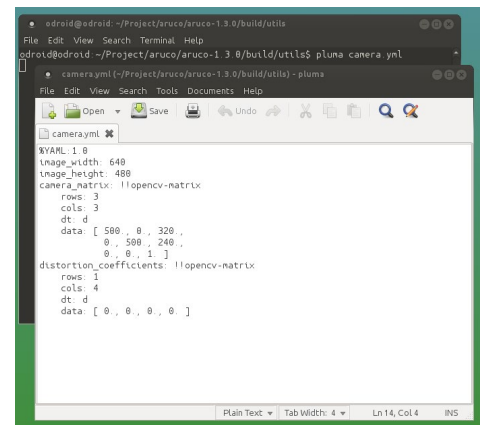 odroid@odroid: ~/Project/aruco/aruco-1.3.0/build/utils
File Edit View Search Terminal Help
odroid@odroid:~/Project/aruco/aruco-1.3.0/build/utils$ pluma camera.yml
camera.yml (~/Project/aruco/aruco-1.3.0/build/utils) - pluma
File Edit View Search Tools Documents Help
Open Save Undo
camera.yml
%YAML:1.0
image_width: 640
image_height: 480
camera_matrix: !!opencv-matrix
rows: 3
cols: 3
dt: d
data: [ 500., 0., 320.,
0., 500., 240.,
0., 0., 1. ]
distortion_coefficients: !!opencv-matrix
rows: 1
cols: 4
dt: d
data: [ 0., 0., 0., 0. ]
Plain Text Tab Width: 4 Ln 14, Col 4 INS